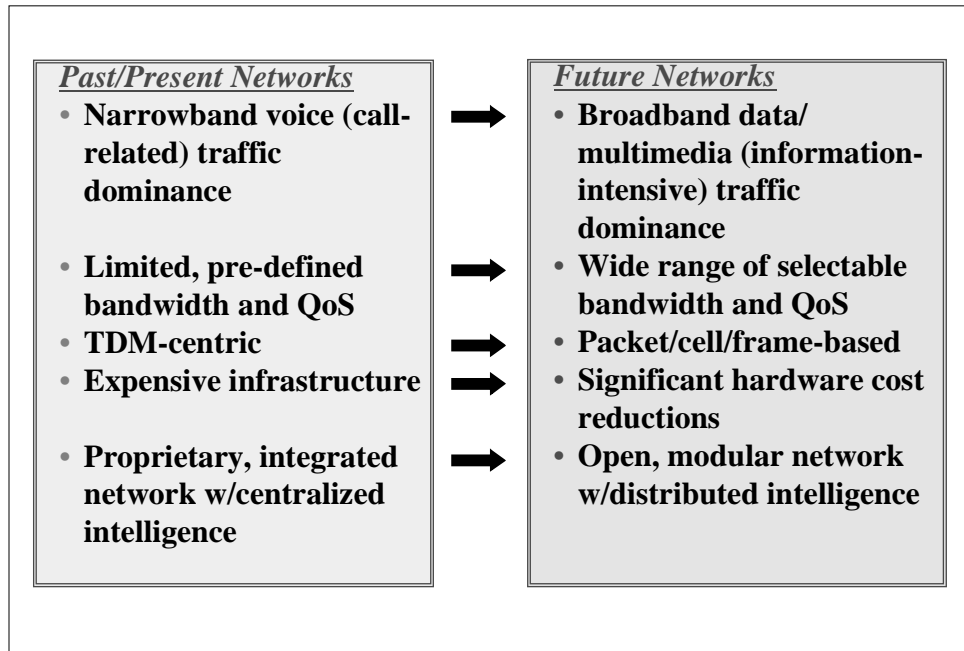 Past/Present Networks
• Narrowband voice (call-
related) traffic
dominance
• Limited, pre-defined
bandwidth and QoS
• TDM-centric
• Expensive infrastructure
• Proprietary, integrated
network w/centralized
intelligence
Future Networks
• Broadband data/
multimedia (information-
intensive) traffic
dominance
• Wide range of selectable
bandwidth and QoS
• Packet/cell/frame-based
• Significant hardware cost
reductions
• Open, modular network
w/distributed intelligence